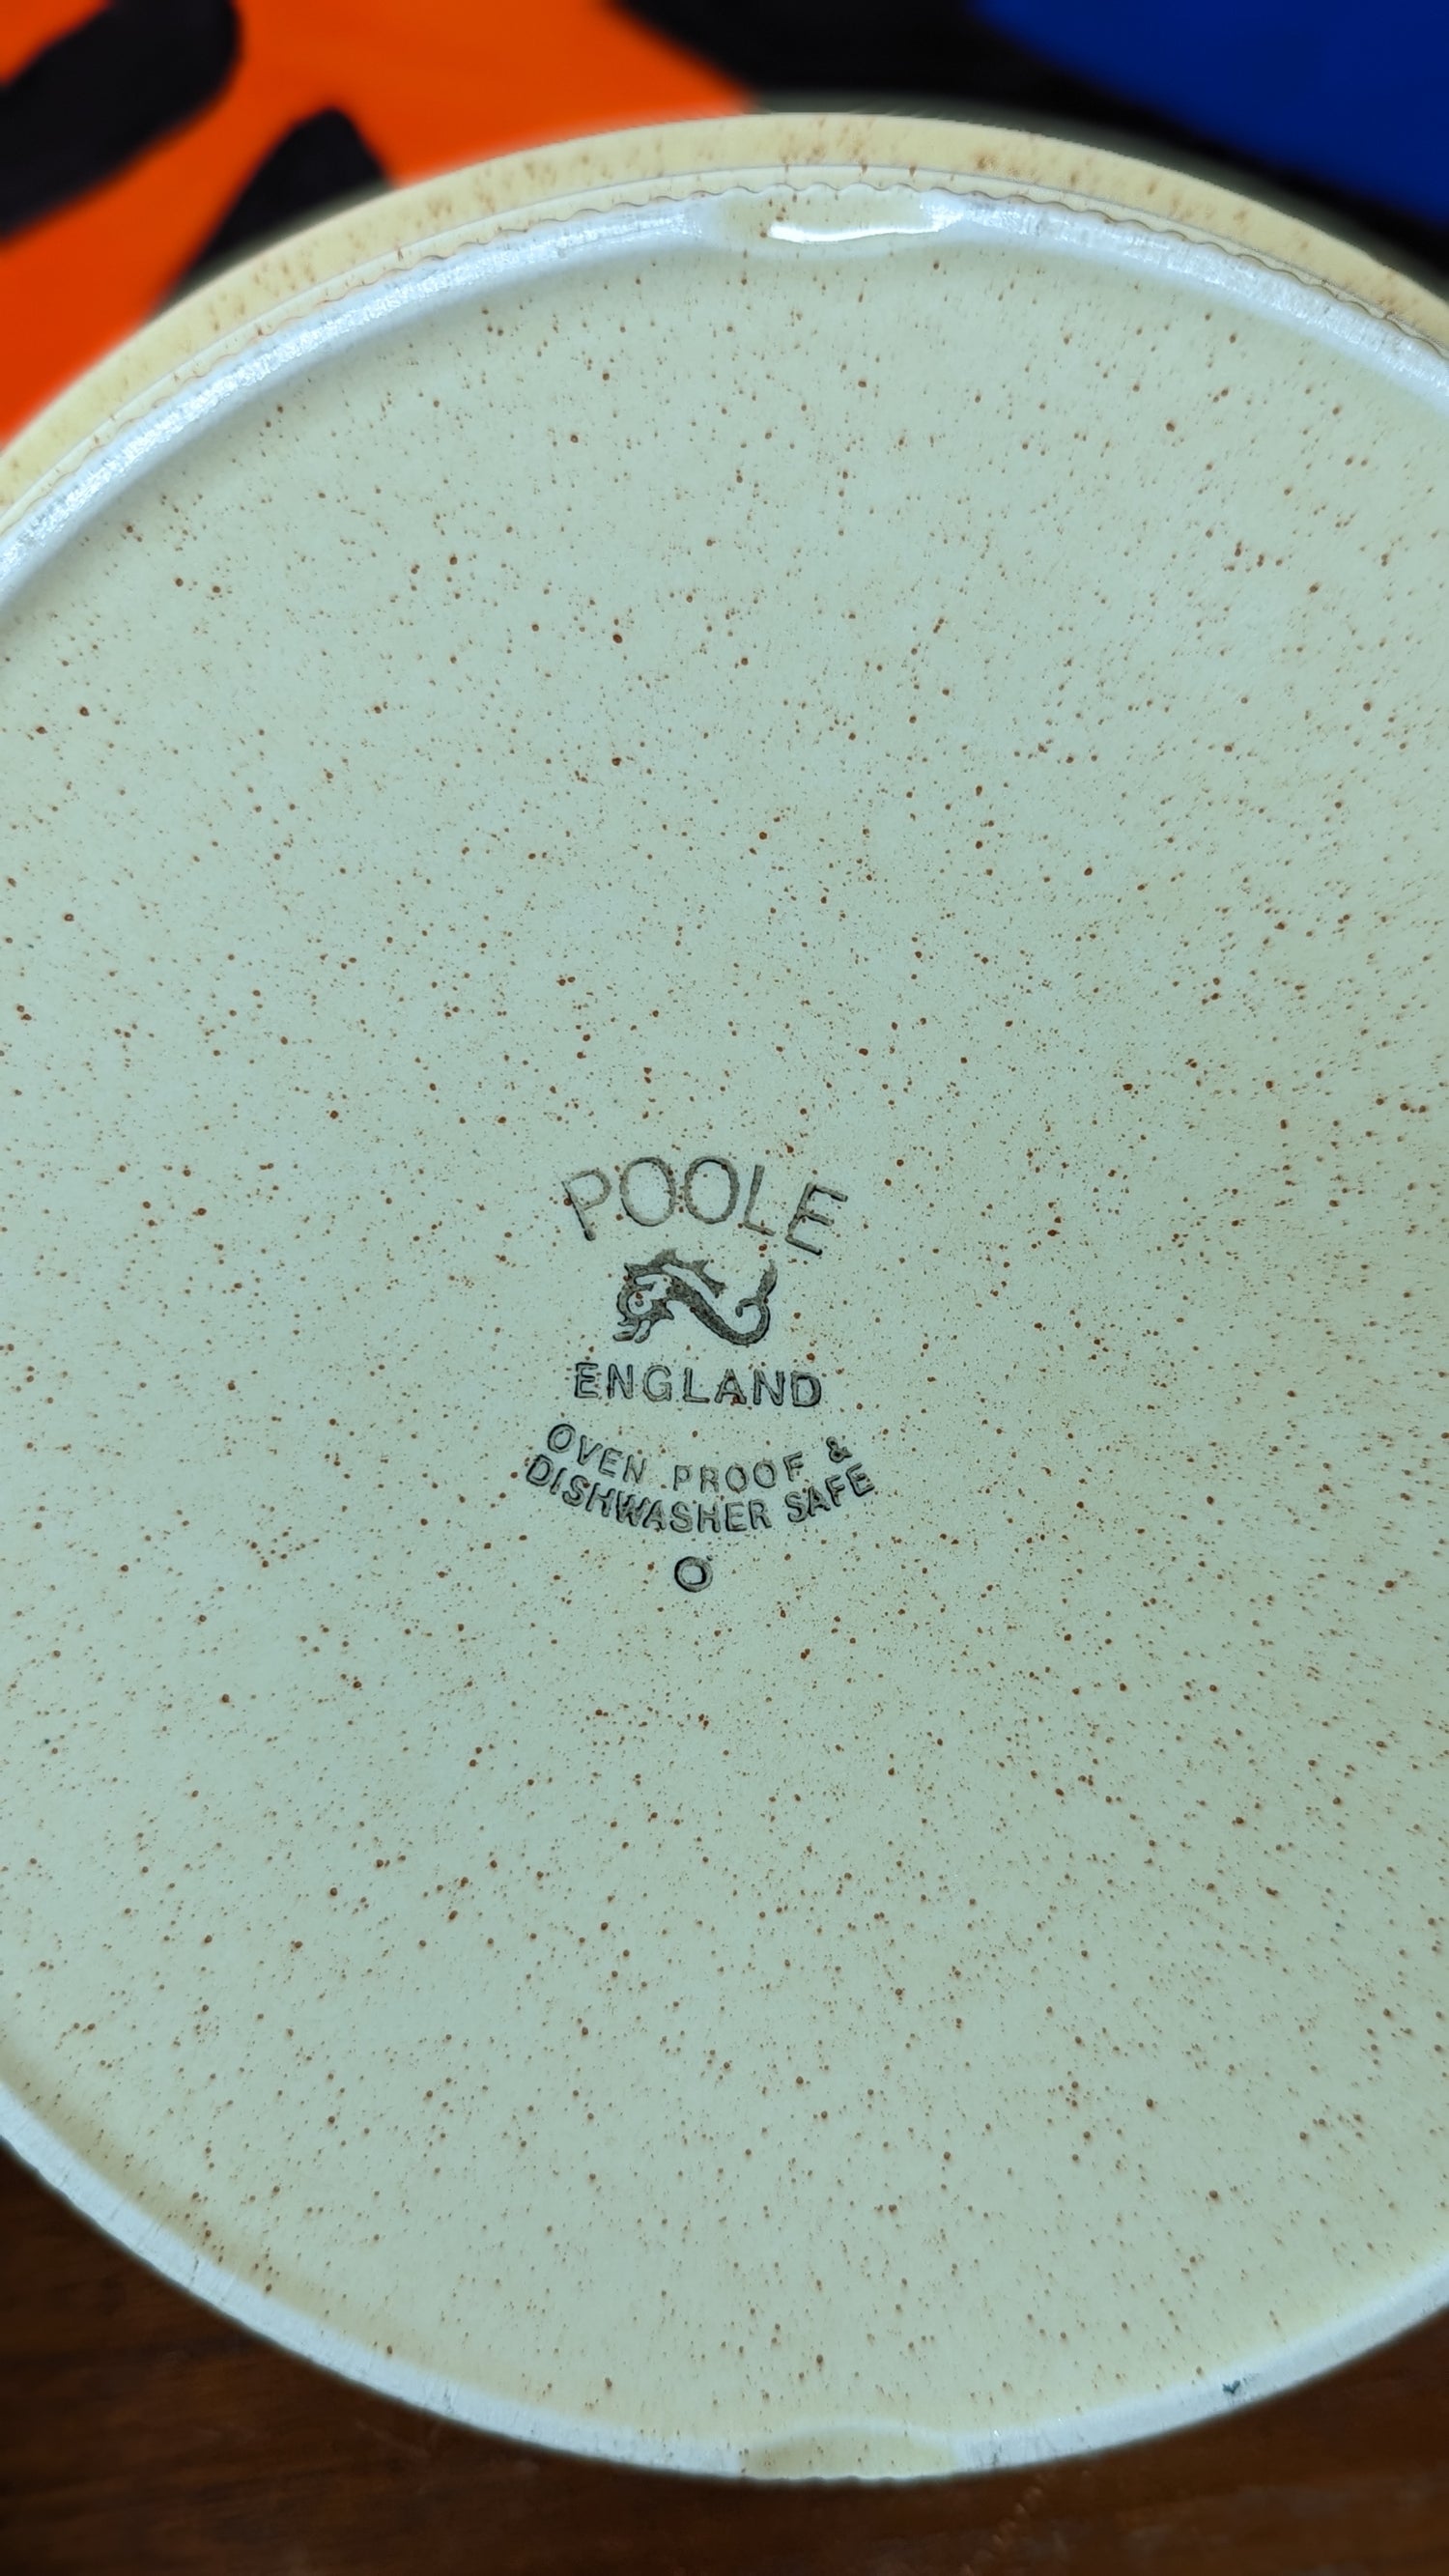 POOLE
ENGLAND
OVEN PROOF &
DISHWASHER SAFE
O